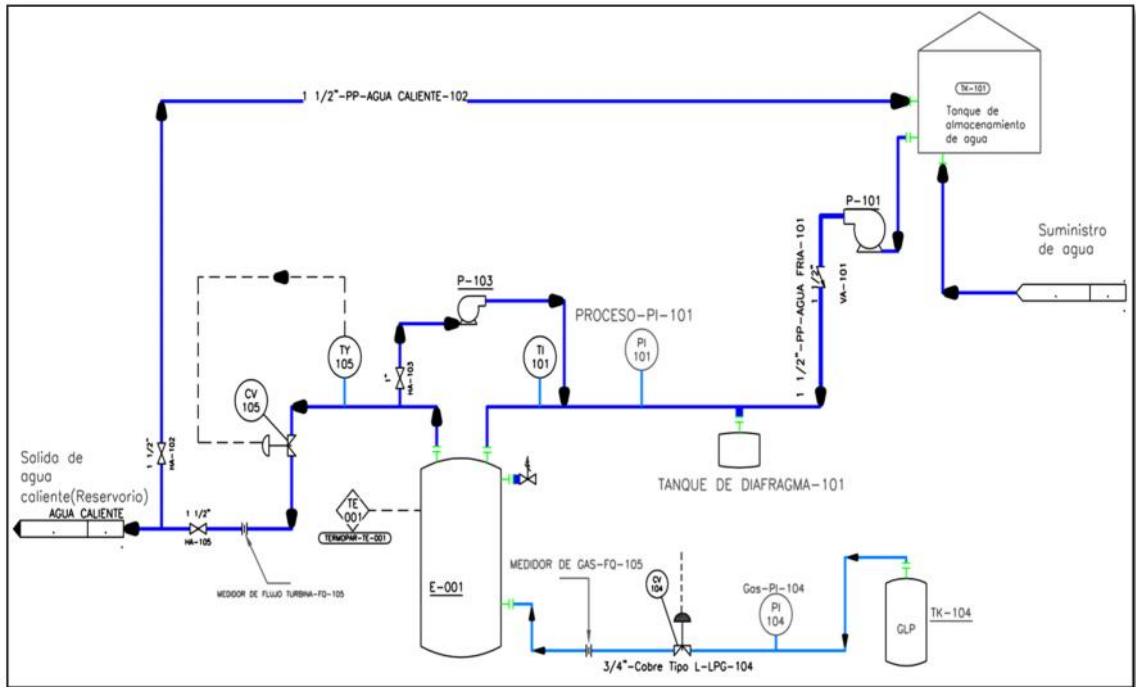 1 1/2"-PP-AGUA CALIENTE-102
TK-101
Tanque de
almacenamiento
de agua
P-101
Suministro
de agua
1 1/2"
VA-101
1 1/2"-PP-AGUA FRIA-101
P-103
PROCESO-PI-101
TY
105
TI
101
PI
101
1"
HA-103
CV
105
1 1/2"
HA-102
Salida de
agua
caliente(Reservorio)
AGUA CALIENTE
1 1/2"
HA-105
TANQUE DE DIAFRAGMA-101
TE
001
TERMOPAR-TE-001
MEDIDOR DE FLUJO TURBINA-FQ-105
E-001
MEDIDOR DE GAS-FQ-105
CV
104
Gas-PI-104
PI
104
TK-104
GLP
3/4"-Cobre Tipo L-LPG-104